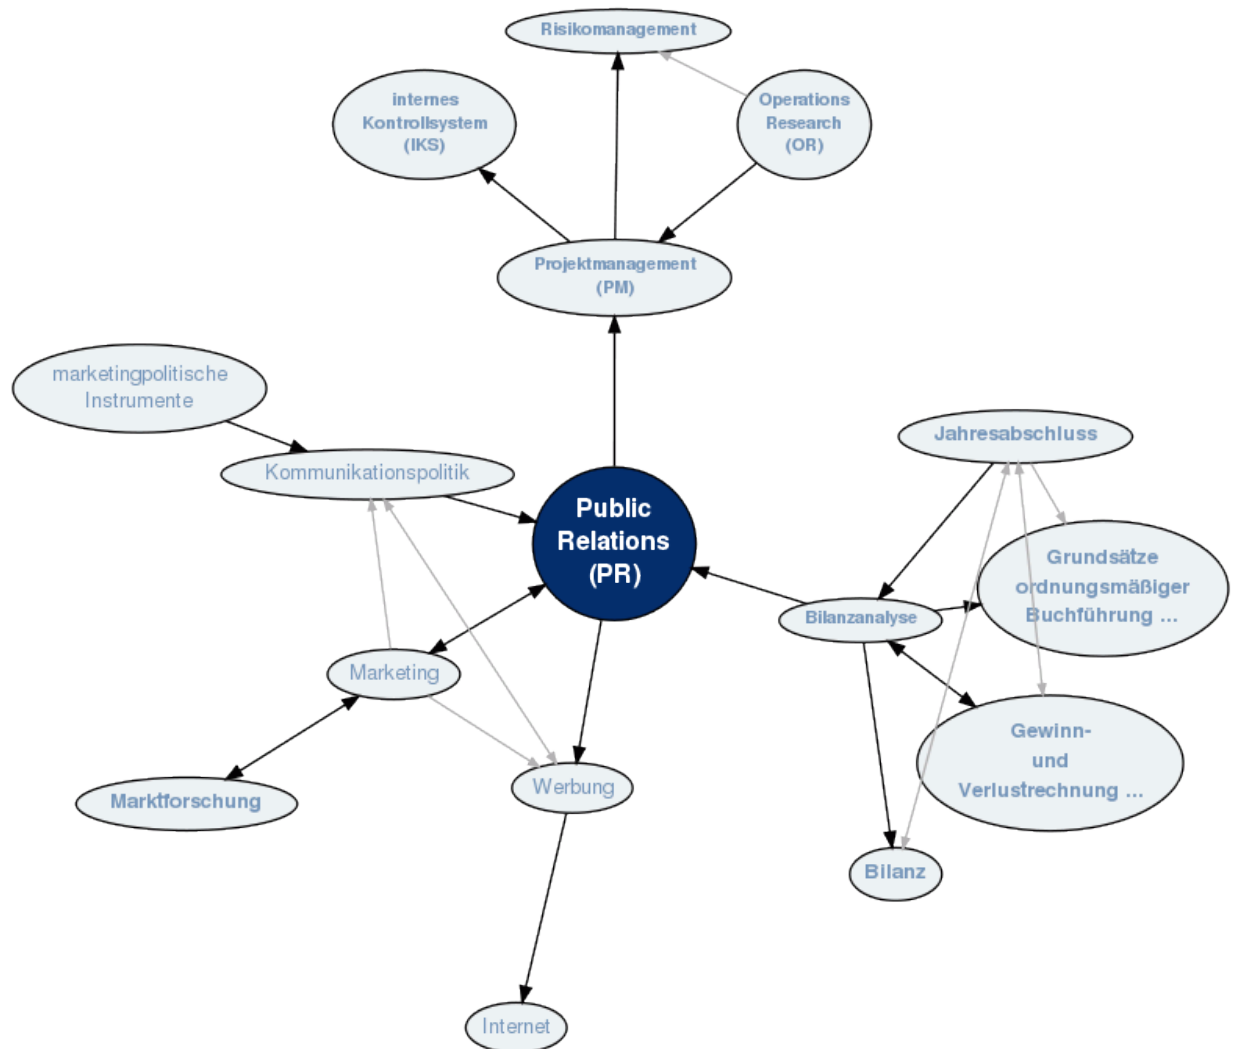 Risikomanagement
internes
Kontrollsystem
(IKS)
Operations
Research
(OR)
Projektmanagement
(PM)
marketingpolitische
Instrumente
Kommunikationspolitik
Public
Relations
(PR)
Jahresabschluss
Grundsätze
ordnungsmäßiger
Buchführung ...
Bilanzanalyse
Marketing
Gewinn-
und
Verlustrechnung ...
Marktforschung
Werbung
Bilanz
Internet